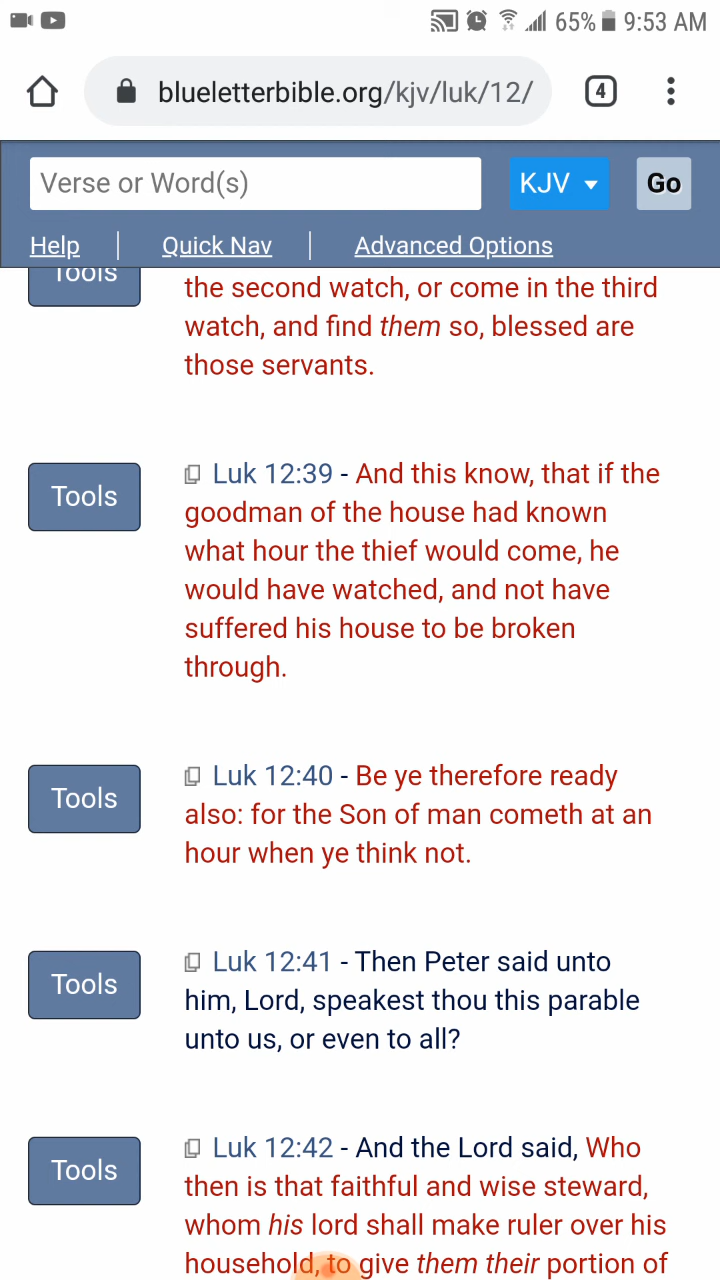 65% 9:53 AM
blueletterbible.org/kjv/luk/12/
4
Verse or Word(s)
KJV
Go
Help
Quick Nav
Advanced Options
Tools
the second watch, or come in the third
watch, and find them so, blessed are
those servants.
Tools
Luk 12:39 - And this know, that if the
goodman of the house had known
what hour the thief would come, he
would have watched, and not have
suffered his house to be broken
through.
Tools
Luk 12:40 - Be ye therefore ready
also: for the Son of man cometh at an
hour when ye think not.
Tools
Luk 12:41 - Then Peter said unto
him, Lord, speakest thou this parable
unto us, or even to all?
Tools
Luk 12:42 - And the Lord said, Who
then is that faithful and wise steward,
whom his lord shall make ruler over his
household, to give them their portion of